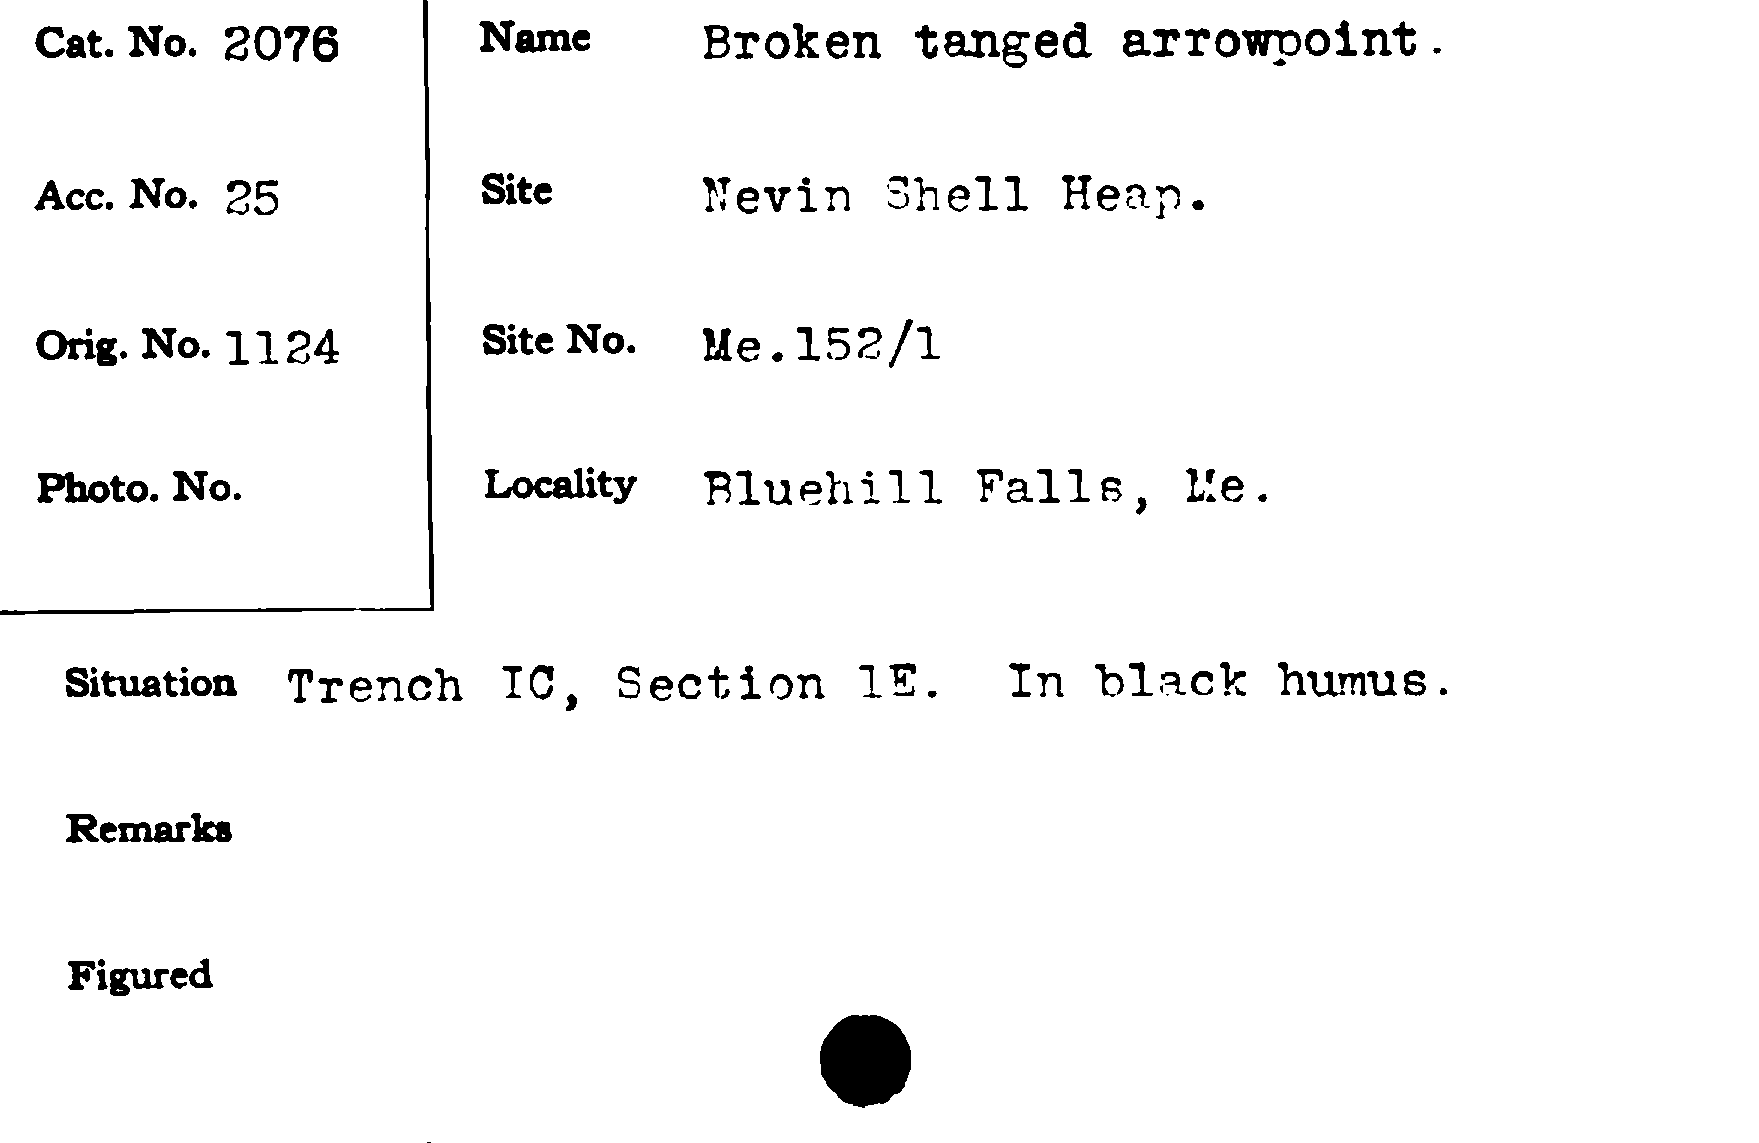 Cat. No. 2076
Name Broken tanged arrowpoint.
Acc. No. 25
Site Nevin Shell Heap.
Orig. No. 1124
Site No. Me.152/1
Photo. No.
Locality Bluehill Falls, Me.
Situation Trench IC, Section 1E. In black humus.
Remarks
Figured